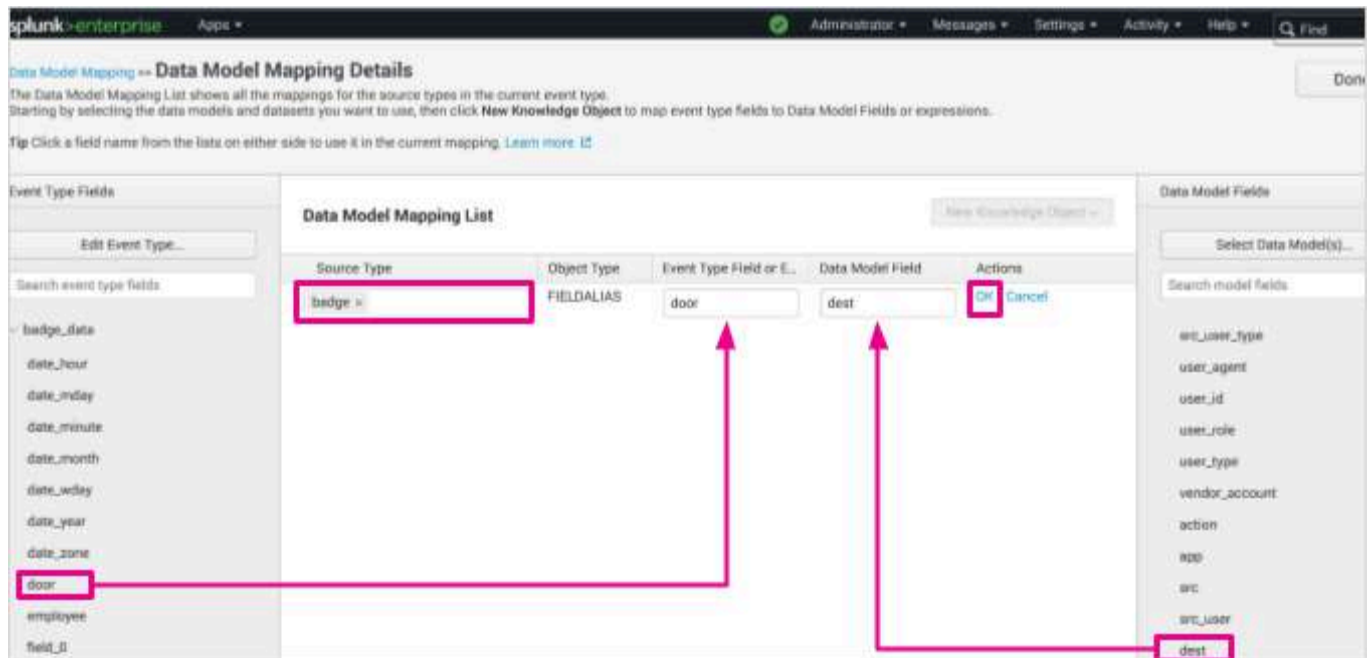 splunk>enterprise Apps Administrator Messages Settings Activity Help Find
Data Model Mapping >> Data Model Mapping Details
Done
The Data Model Mapping List shows all the mappings for the source types in the current event type.
Starting by selecting the data models and datasets you want to use, then click New Knowledge Object to map event type fields to Data Model Fields or expressions.
Tip Click a field name from the lists on either side to use it in the current mapping. Learn more
Event Type Fields
Edit Event Type...
Search event type fields
badge_data
date_hour
date_mday
date_minute
date_month
date_wday
date_year
date_zone
door
employee
field_0
Data Model Mapping List
New Knowledge Object
Source Type Object Type Event Type Field or E... Data Model Field Actions
badge x FIELDALIAS door dest OK Cancel
Data Model Fields
Select Data Model(s)...
Search model fields
src_user_type
user_agent
user_id
user_role
user_type
vendor_account
action
app
src
src_user
dest